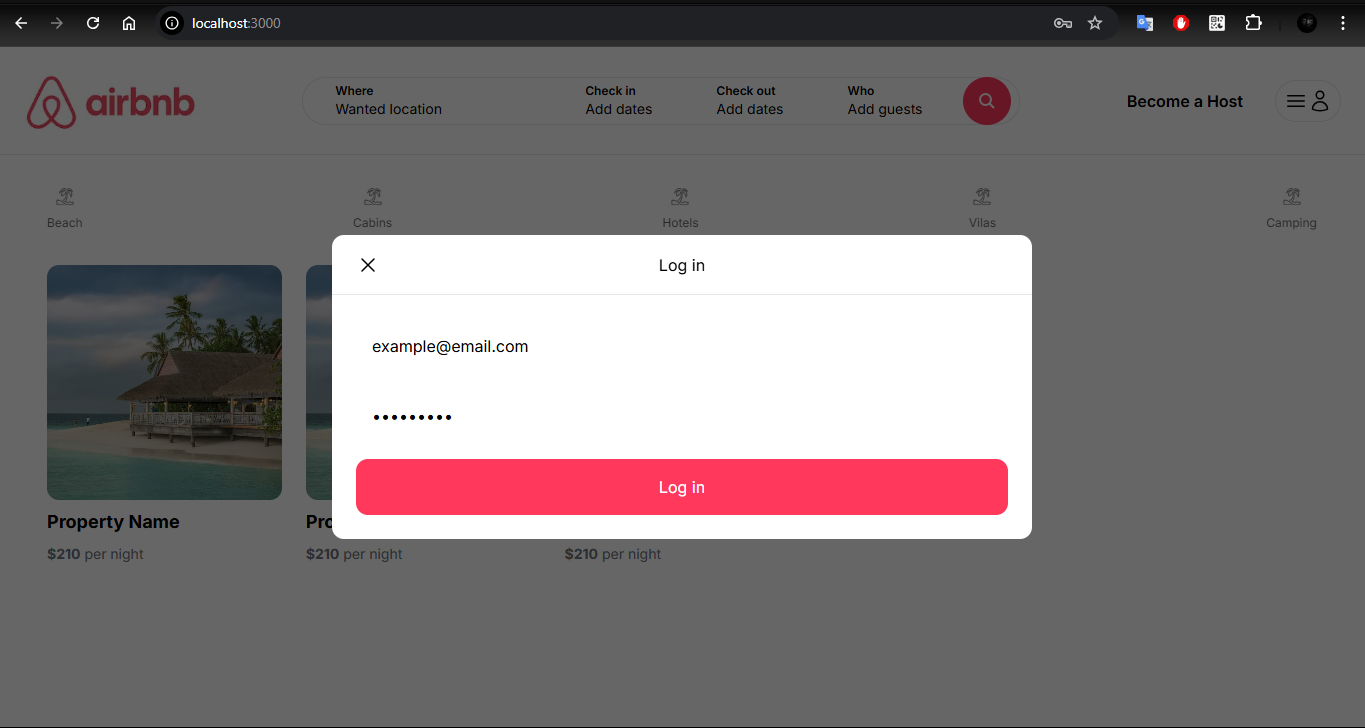 localhost:3000
airbnb
Where
Wanted location
Check in
Add dates
Check out
Add dates
Who
Add guests
Become a Host
Beach
Cabins
Hotels
Vilas
Camping
Log in
example@email.com
•••••••••
Log in
Property Name
$210 per night
$210 per night
$210 per night